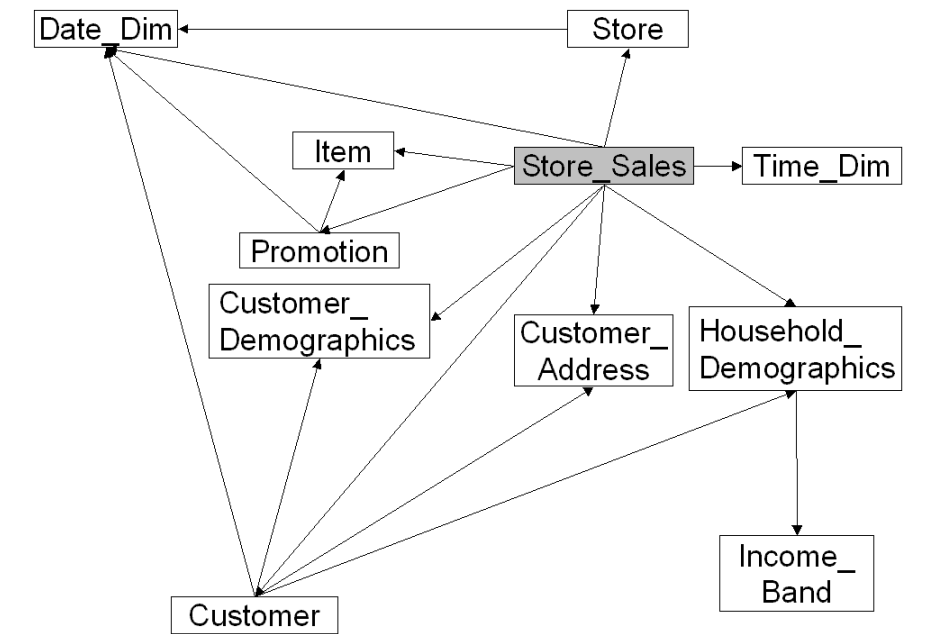 Date_Dim
Store
Item
Store_Sales
Time_Dim
Promotion
Customer_
Demographics
Customer_
Address
Household_
Demographics
Income_
Band
Customer